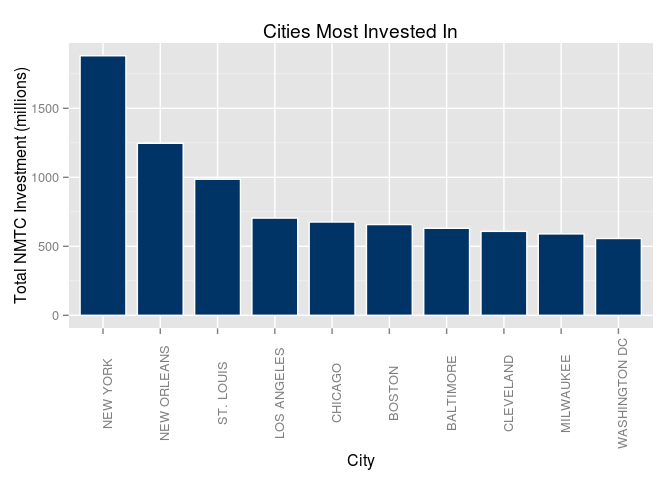 Cities Most Invested In
Total NMTC Investment (millions)
1500
1000
500
0
NEW YORK
NEW ORLEANS
ST. LOUIS
LOS ANGELES
CHICAGO
BOSTON
BALTIMORE
CLEVELAND
MILWAUKEE
WASHINGTON DC
City